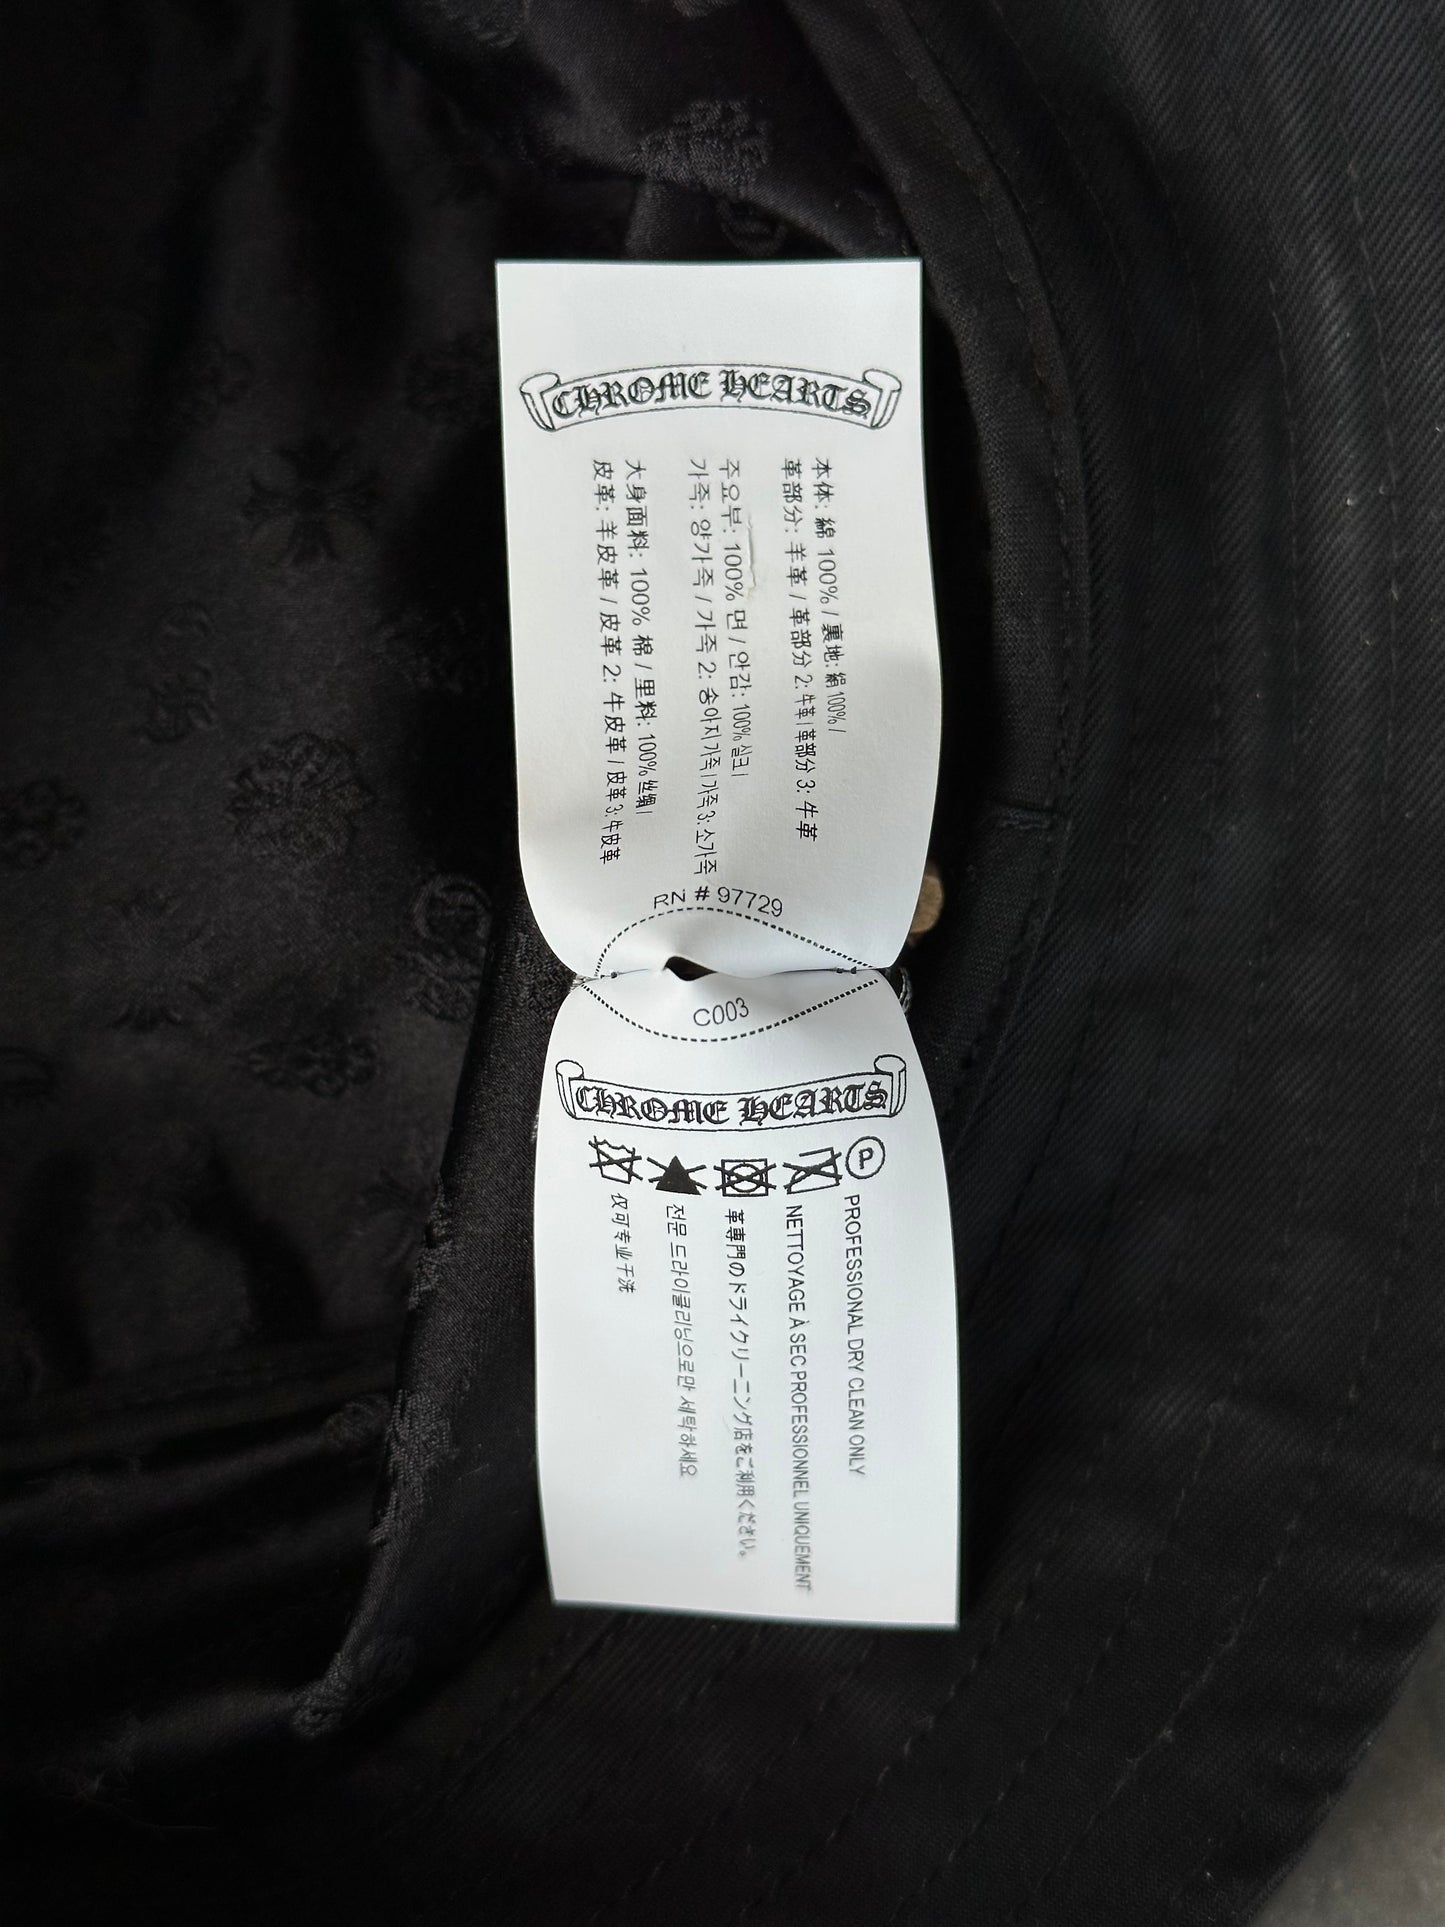 CHROME HEARTS
本体: 綿 100% / 裏地: 絹 100% /
革部分: 羊革 / 革部分 2: 牛革 / 革部分 3: 牛革
주요부: 100% 면 / 안감: 100% 실크 /
가죽: 양가죽 / 가죽 2: 송아지가죽 / 가죽 3: 소가죽
大身面料: 100% 棉 / 里料: 100% 丝绸 /
皮革: 羊皮革 / 皮革 2: 牛皮革 / 皮革 3: 牛皮革
RN # 97729
C003
CHROME HEARTS
P
PROFESSIONAL DRY CLEAN ONLY
NETTOYAGE À SEC PROFESSIONNEL UNIQUEMENT
革専門のドライクリーニング店をご利用ください。
전문 드라이클리닝으로만 세탁하세요
仅可专业干洗